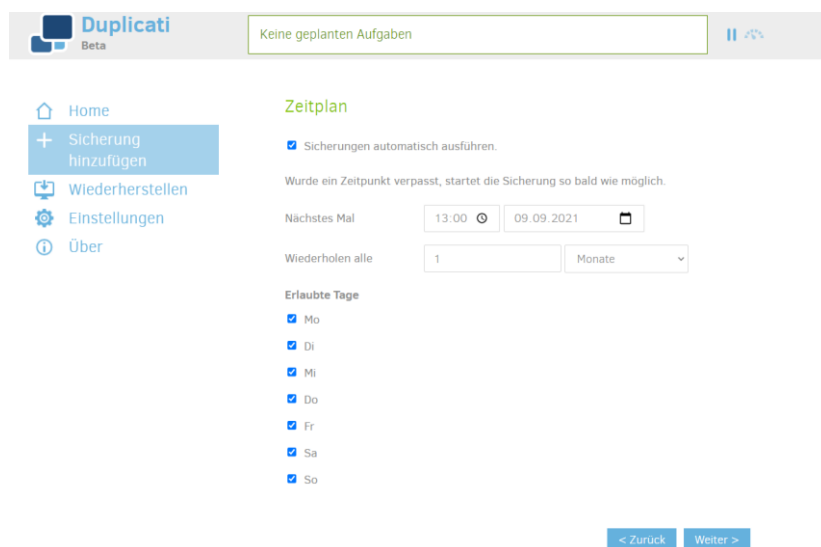 Duplicati
Beta
Keine geplanten Aufgaben
Home
Sicherung
hinzufügen
Wiederherstellen
Einstellungen
Über
Zeitplan
Sicherungen automatisch ausführen.
Wurde ein Zeitpunkt verpasst, startet die Sicherung so bald wie möglich.
Nächstes Mal 13:00 09.09.2021
Wiederholen alle 1 Monate
Erlaubte Tage
Mo
Di
Mi
Do
Fr
Sa
So
< Zurück Weiter >